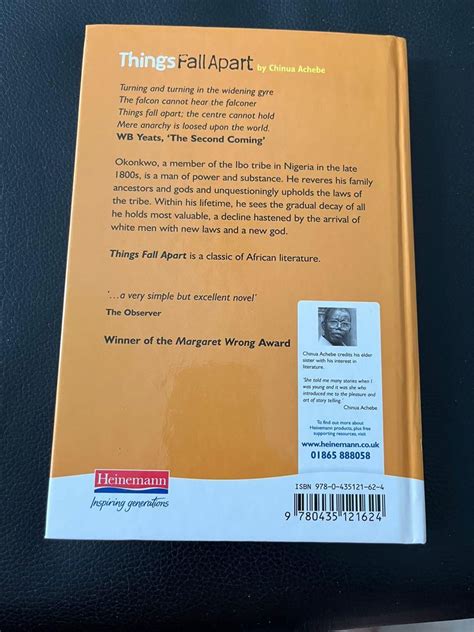 Things Fall Apart by Chinua Achebe
Turning and turning in the widening gyre
The falcon cannot hear the falconer
Things fall apart; the centre cannot hold
Mere anarchy is loosed upon the world.
WB Yeats, 'The Second Coming'
Okonkwo, a member of the Ibo tribe in Nigeria in the late
1800s, is a man of power and substance. He reveres his family
ancestors and gods and unquestioningly upholds the laws of
the tribe. Within his lifetime, he sees the gradual decay of all
he holds most valuable, a decline hastened by the arrival of
white men with new laws and a new god.
Things Fall Apart is a classic of African literature.
'...a very simple but excellent novel'
The Observer
Winner of the Margaret Wrong Award
Chinua Achebe credits his elder
sister with his interest in
literature.
'She told me many stories when I
was young and it was she who
introduced me to the pleasure and
art of story telling.'
Chinua Achebe
To find out more about
Heinemann products, plus free
supporting resources, visit
www.heinemann.co.uk
01865 888058
Heinemann
Inspiring generations
ISBN 978-0-435121-62-4
9 780435 121624